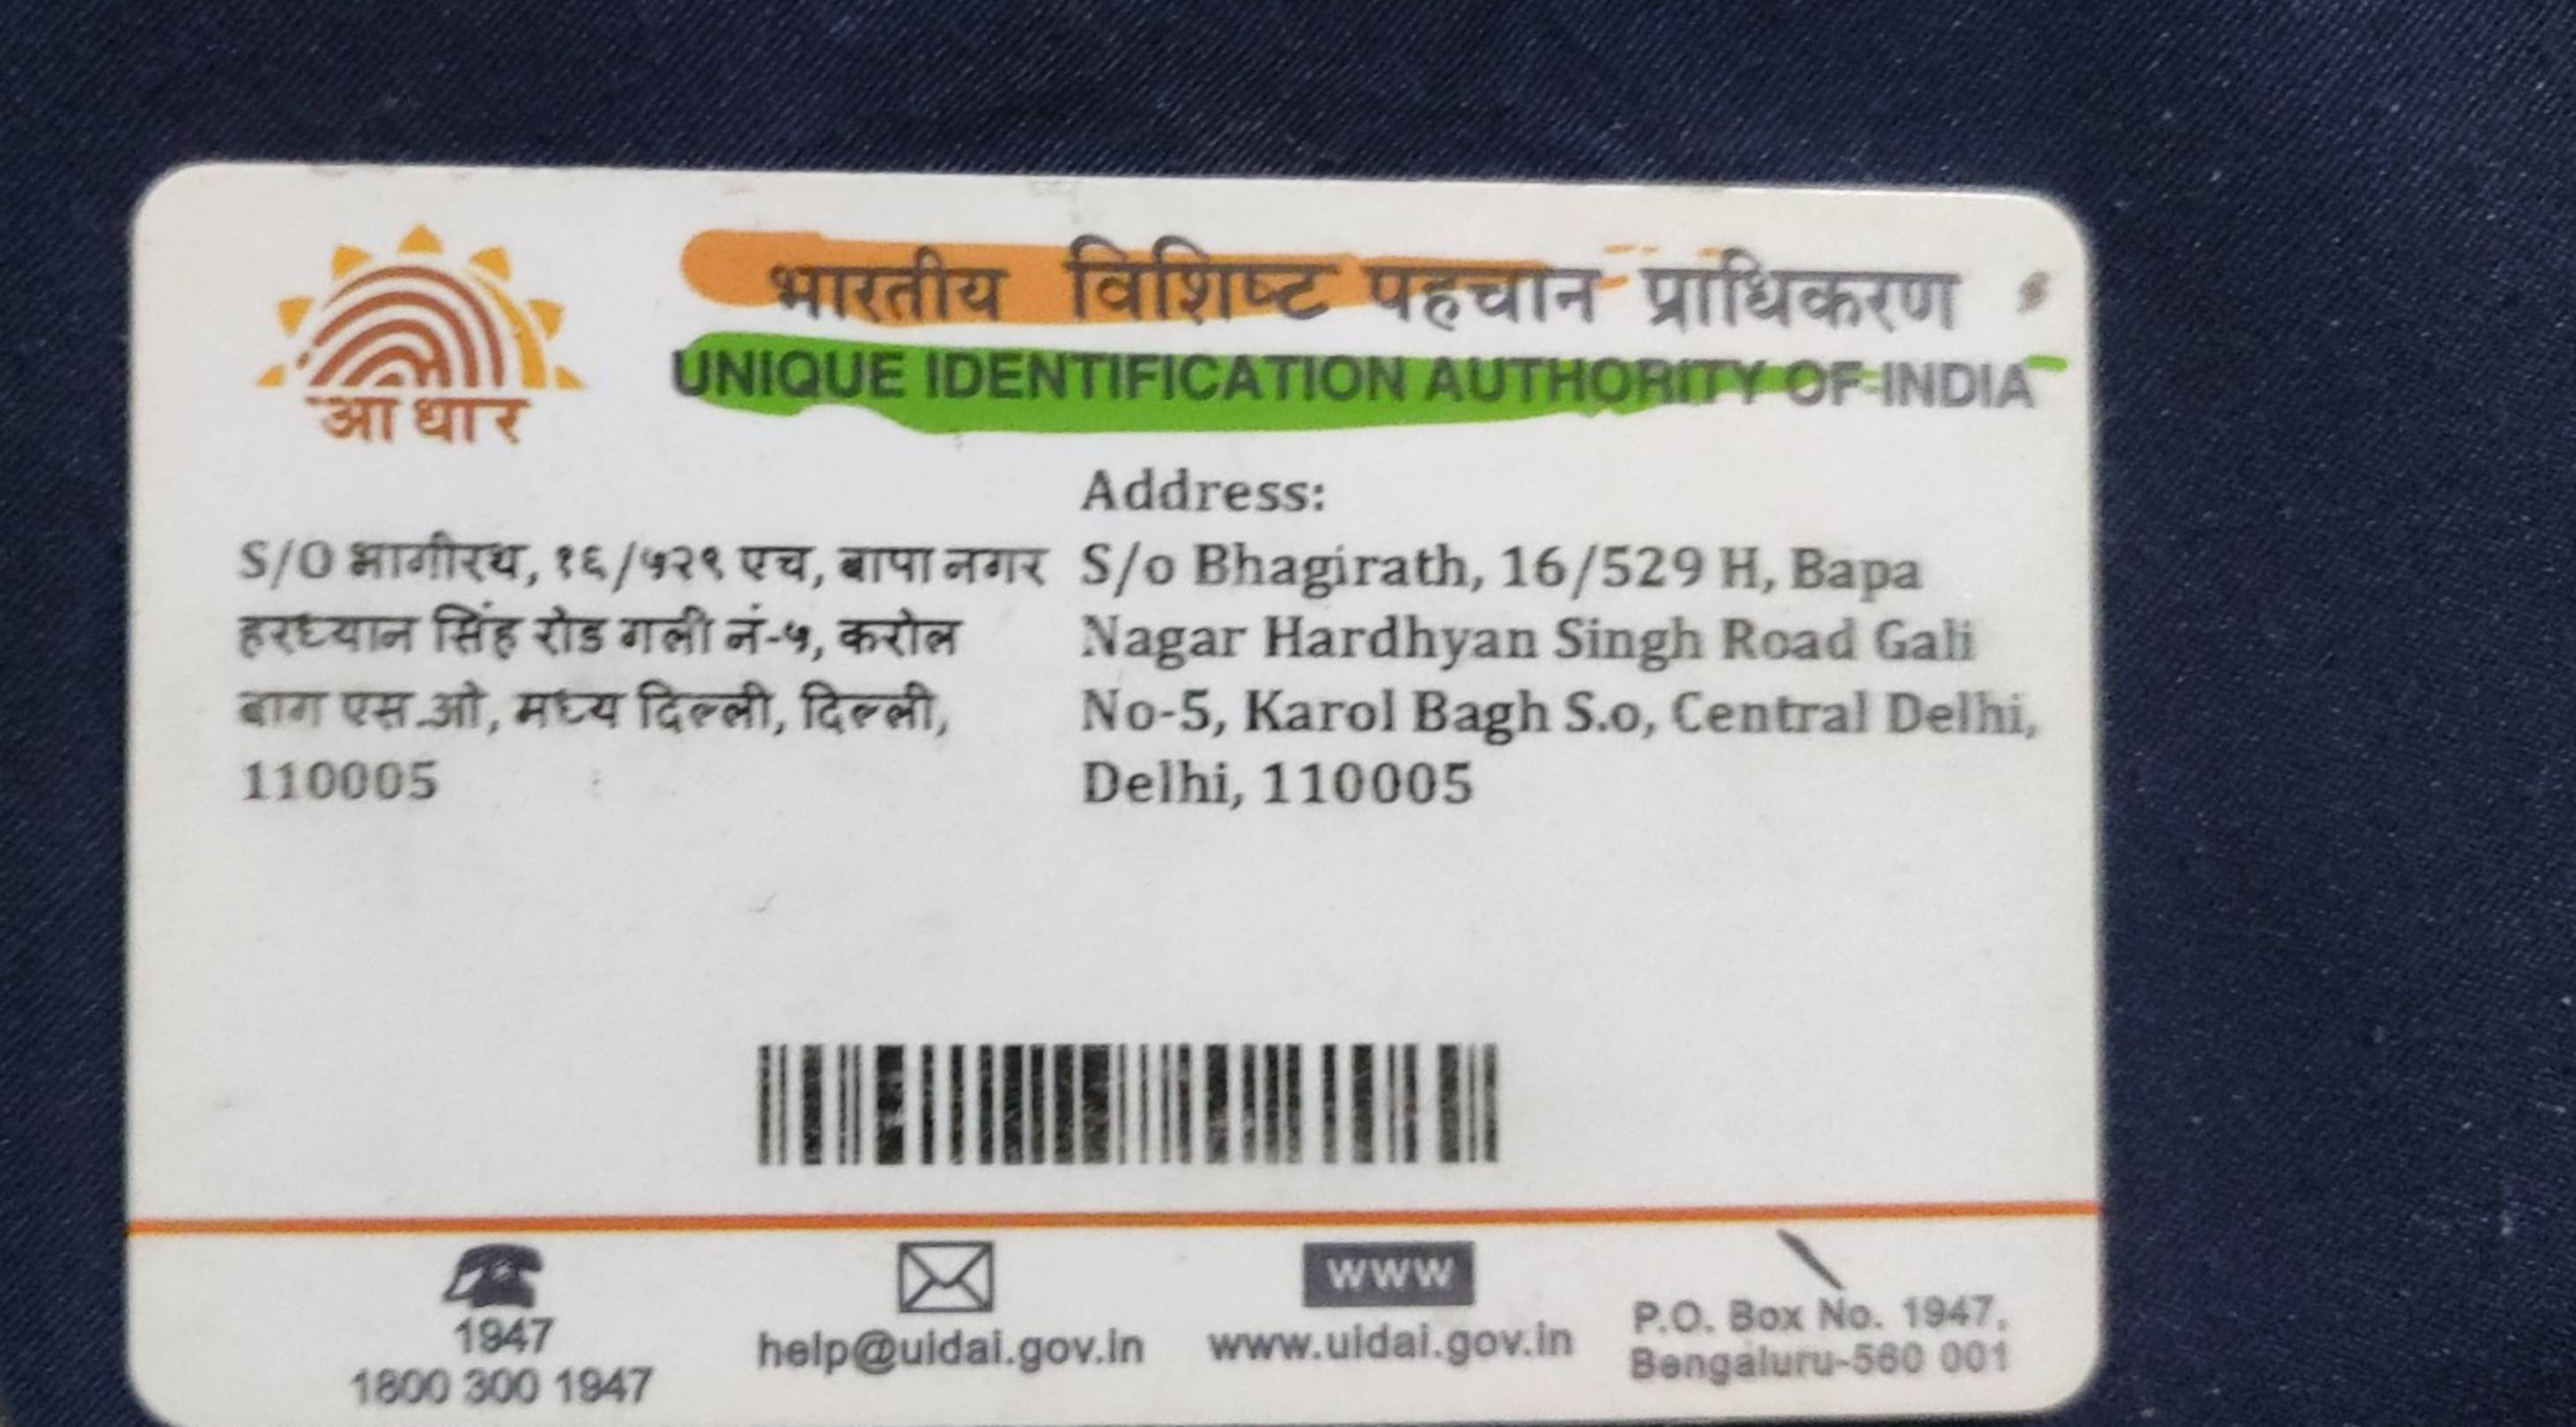 भारतीय विशिष्ट पहचान प्राधिकरण
UNIQUE IDENTIFICATION AUTHORITY OF INDIA
आधार
S/O भागीरथ, १६/५२९ एच, बापा नगर
हरध्यान सिंह रोड गली नं-५, करोल
बाग एस.ओ, मध्य दिल्ली, दिल्ली,
110005
Address:
S/o Bhagirath, 16/529 H, Bapa
Nagar Hardhyan Singh Road Gali
No-5, Karol Bagh S.o, Central Delhi,
Delhi, 110005
1947
1800 300 1947
help@uidai.gov.in
www
www.uidai.gov.in
P.O. Box No. 1947,
Bengaluru-560 001